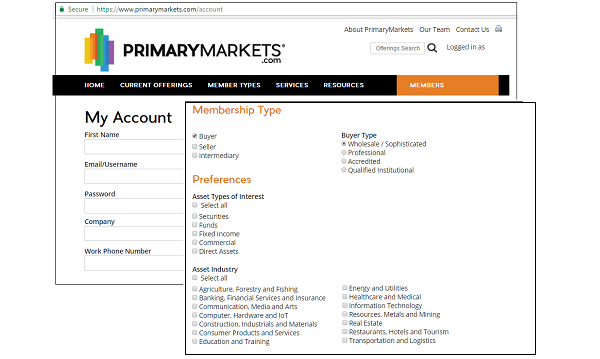 Secure https://www.primarymarkets.com/account
About PrimaryMarkets Our Team Contact Us
PRIMARYMARKETS®
.com
Offerings Search Logged in as
HOME CURRENT OFFERINGS MEMBER TYPES SERVICES RESOURCES MEMBERS
My Account
First Name
Email/Username
Password
Company
Work Phone Number
Membership Type
Buyer
Seller
Intermediary
Buyer Type
Wholesale / Sophisticated
Professional
Accredited
Qualified Institutional
Preferences
Asset Types of Interest
Select all
Securities
Funds
Fixed Income
Commercial
Direct Assets
Asset Industry
Select all
Agriculture, Forestry and Fishing
Banking, Financial Services and Insurance
Communication, Media and Arts
Computer, Hardware and IoT
Construction, Industrials and Materials
Consumer Products and Services
Education and Training
Energy and Utilities
Healthcare and Medical
Information Technology
Resources, Metals and Mining
Real Estate
Restaurants, Hotels and Tourism
Transportation and Logistics